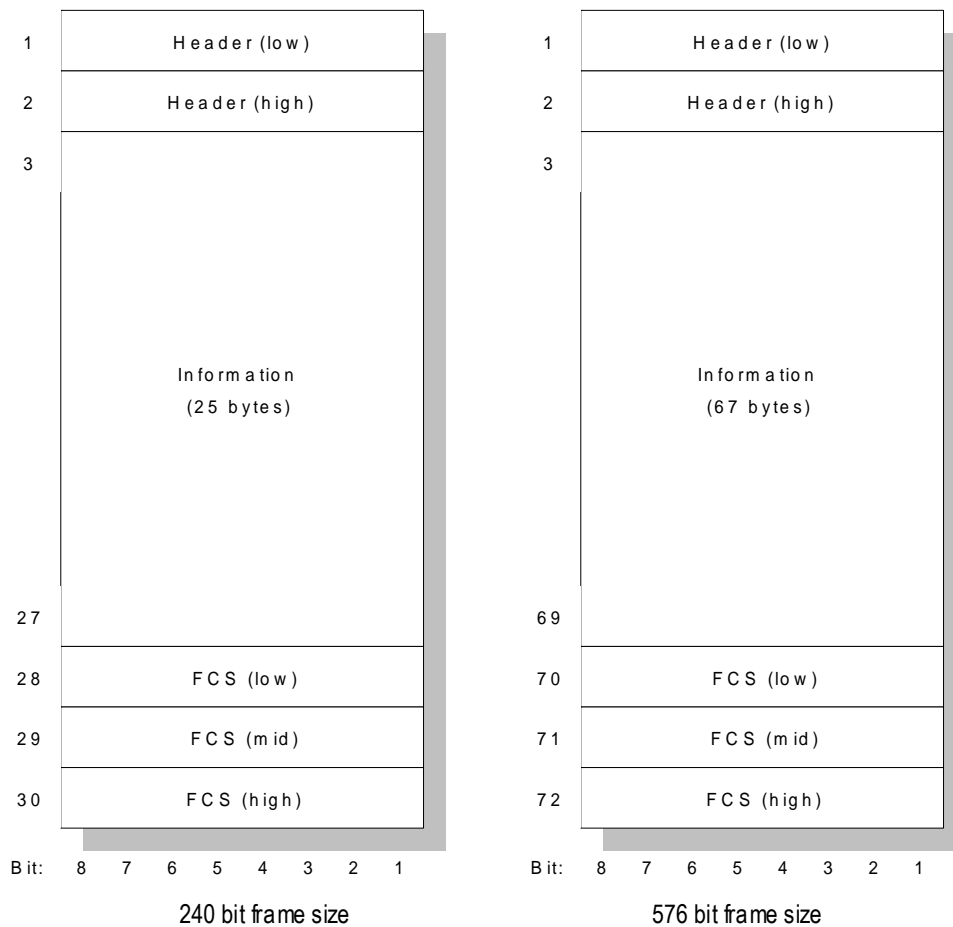 1 Header (low)
2 Header (high)
3
Information
(25 bytes)
27
28 FCS (low)
29 FCS (mid)
30 FCS (high)
Bit: 8 7 6 5 4 3 2 1
240 bit frame size
1 Header (low)
2 Header (high)
3
Information
(67 bytes)
69
70 FCS (low)
71 FCS (mid)
72 FCS (high)
Bit: 8 7 6 5 4 3 2 1
576 bit frame size